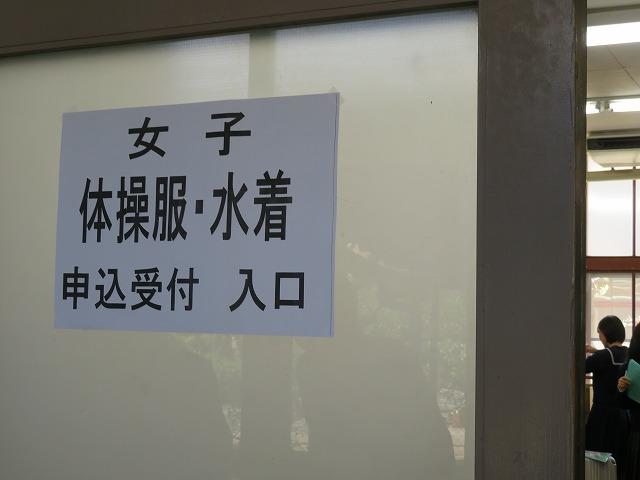 女 子
体操服・水着
申込受付 入口